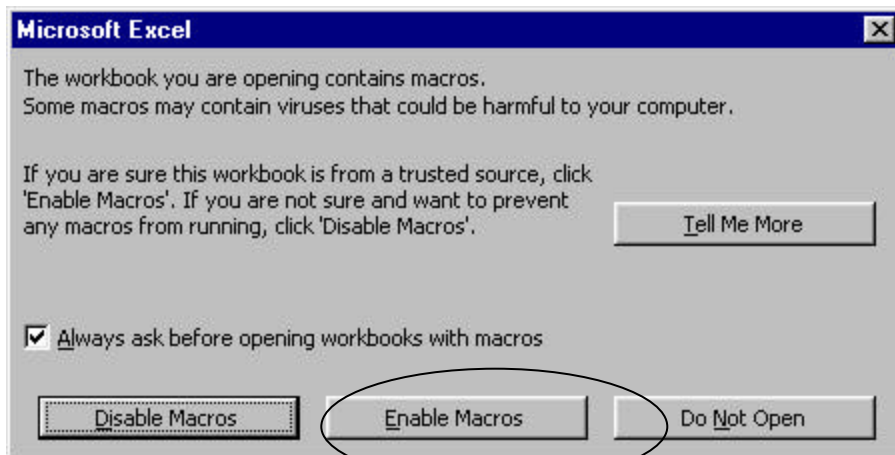 Microsoft Excel
The workbook you are opening contains macros.
Some macros may contain viruses that could be harmful to your computer.
If you are sure this workbook is from a trusted source, click
'Enable Macros'. If you are not sure and want to prevent
any macros from running, click 'Disable Macros'.
Tell Me More
Always ask before opening workbooks with macros
Disable Macros
Enable Macros
Do Not Open